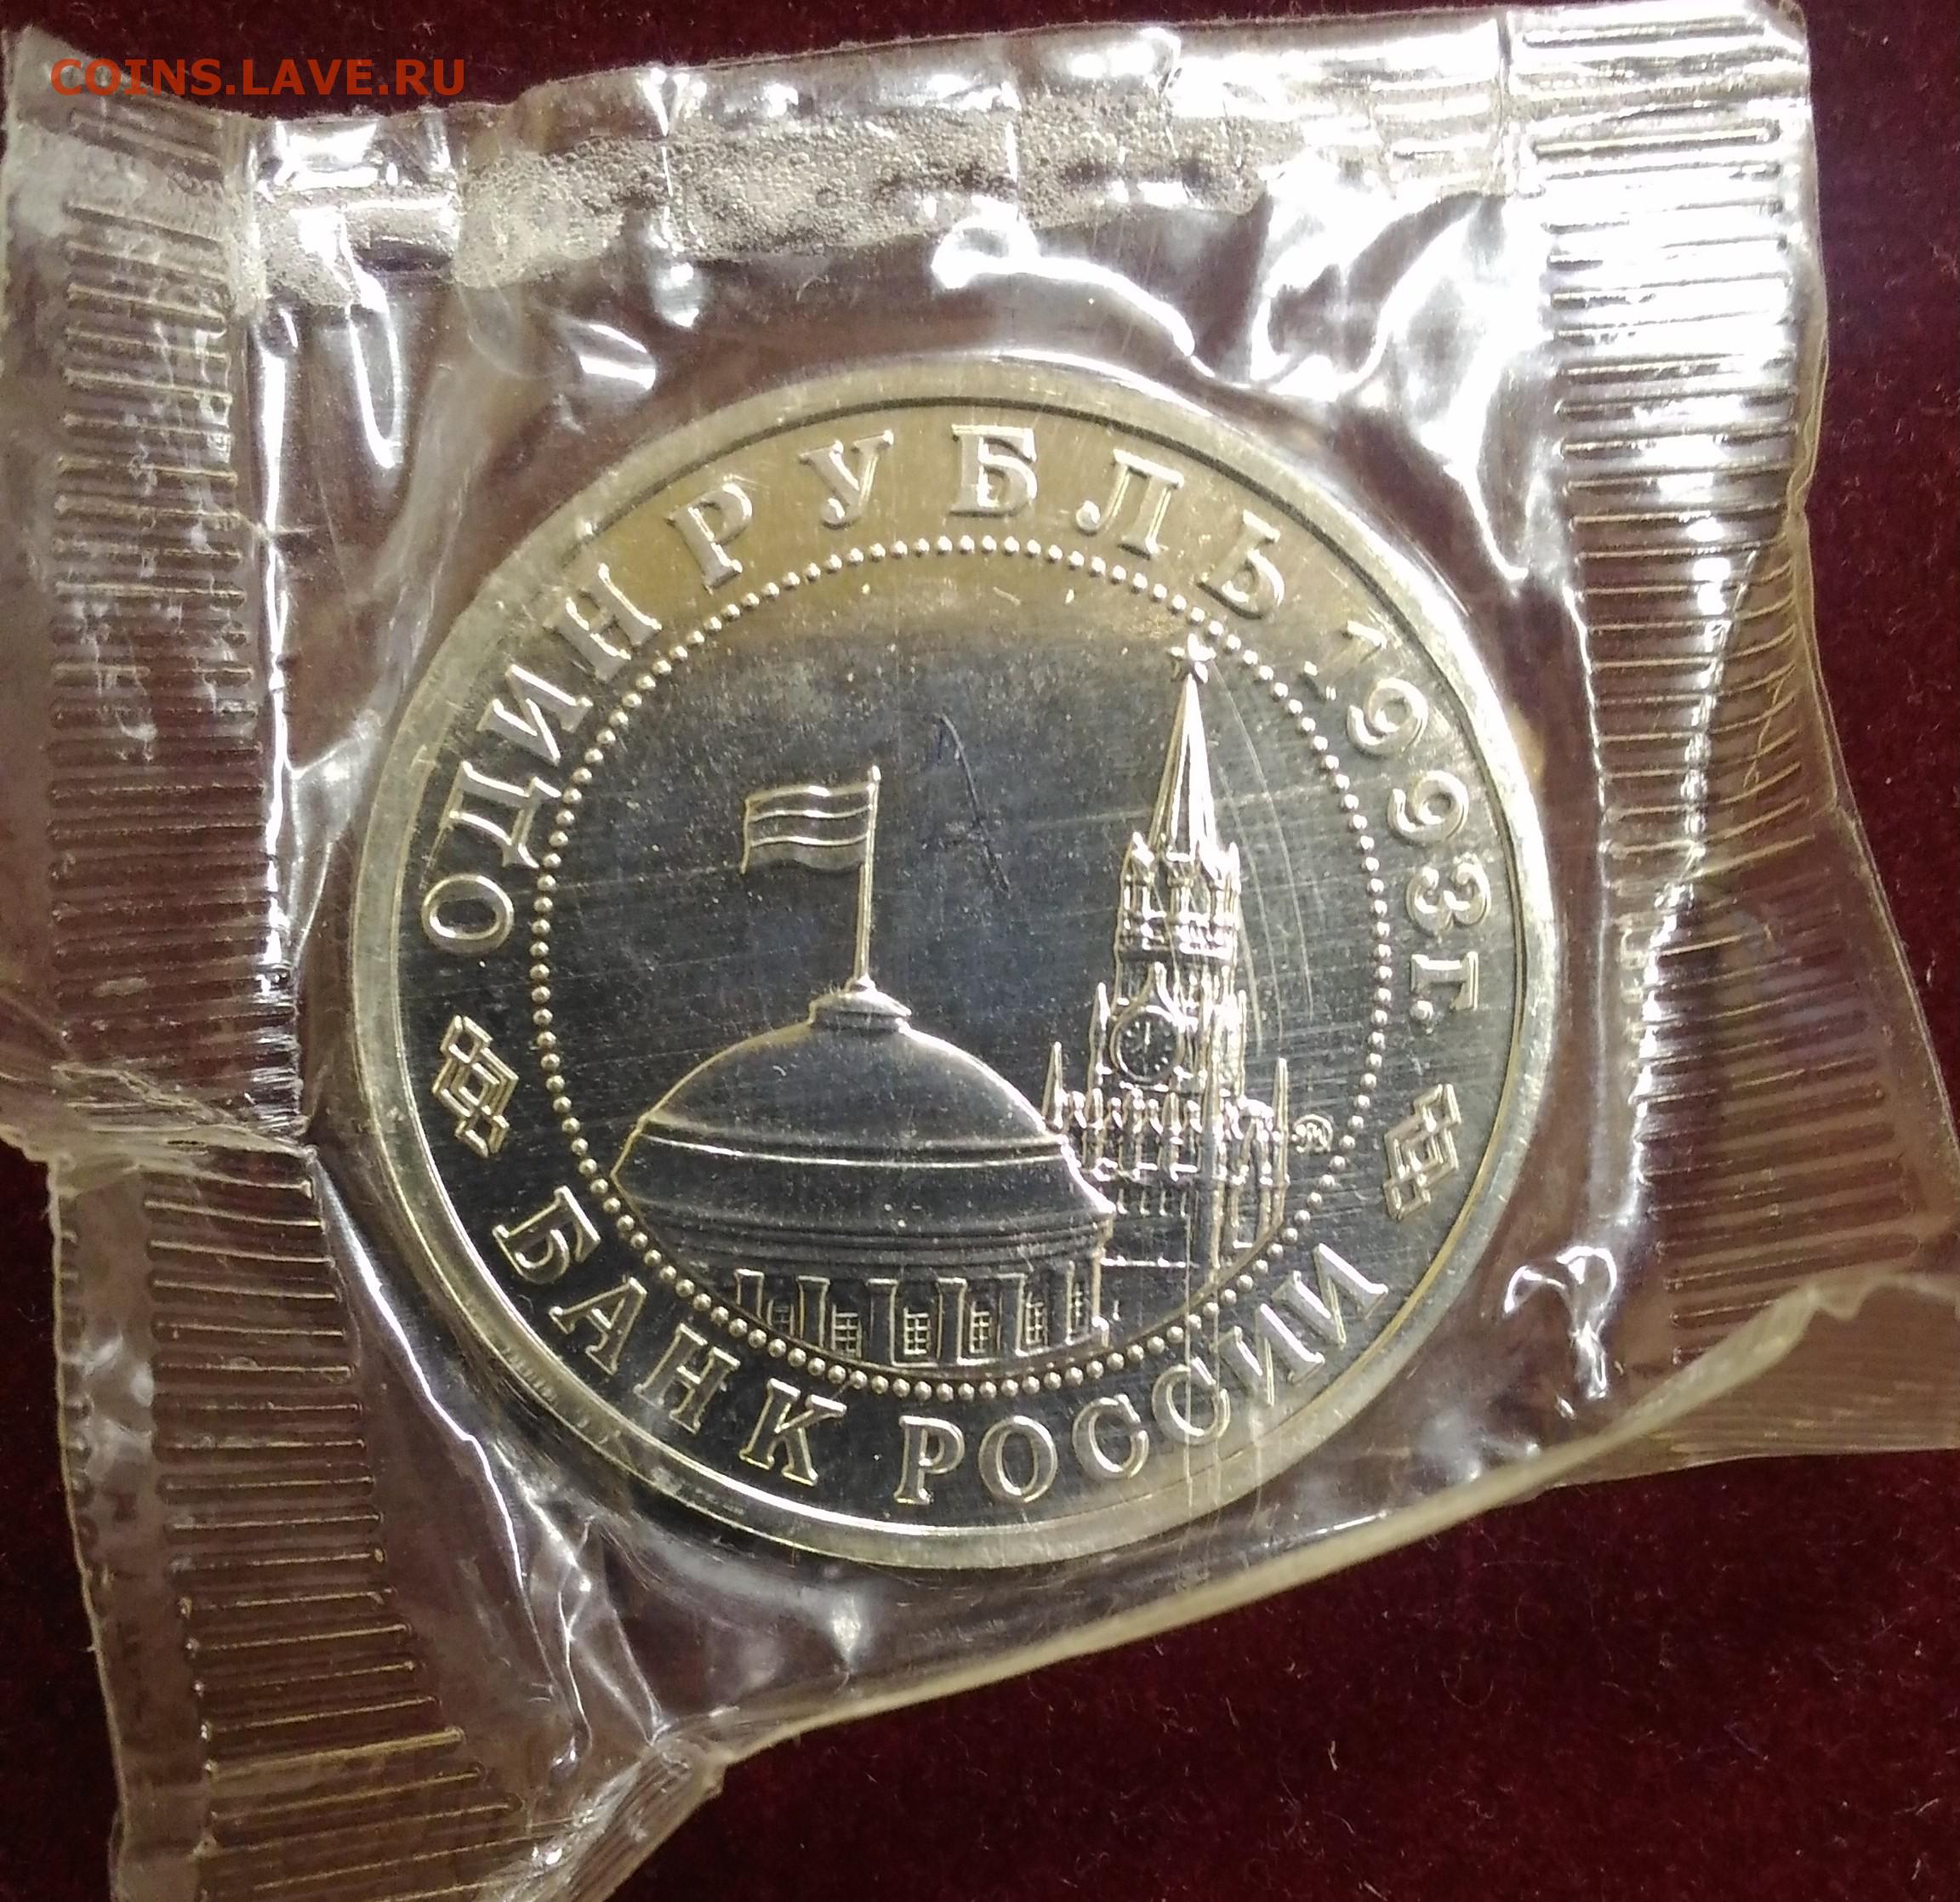 COINS.LAVE.RU
ОДИН РУБЛЬ 1993 Г.
БАНК РОССИИ